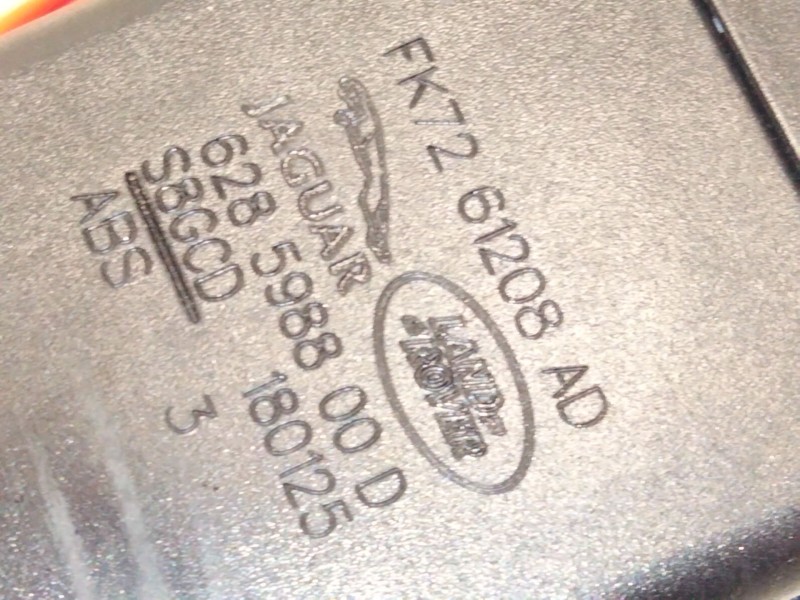 FK72 61208 AD
JAGUAR
LAND-
ROVER
628 5988 00 D
S8GCD 180125
ABS 3